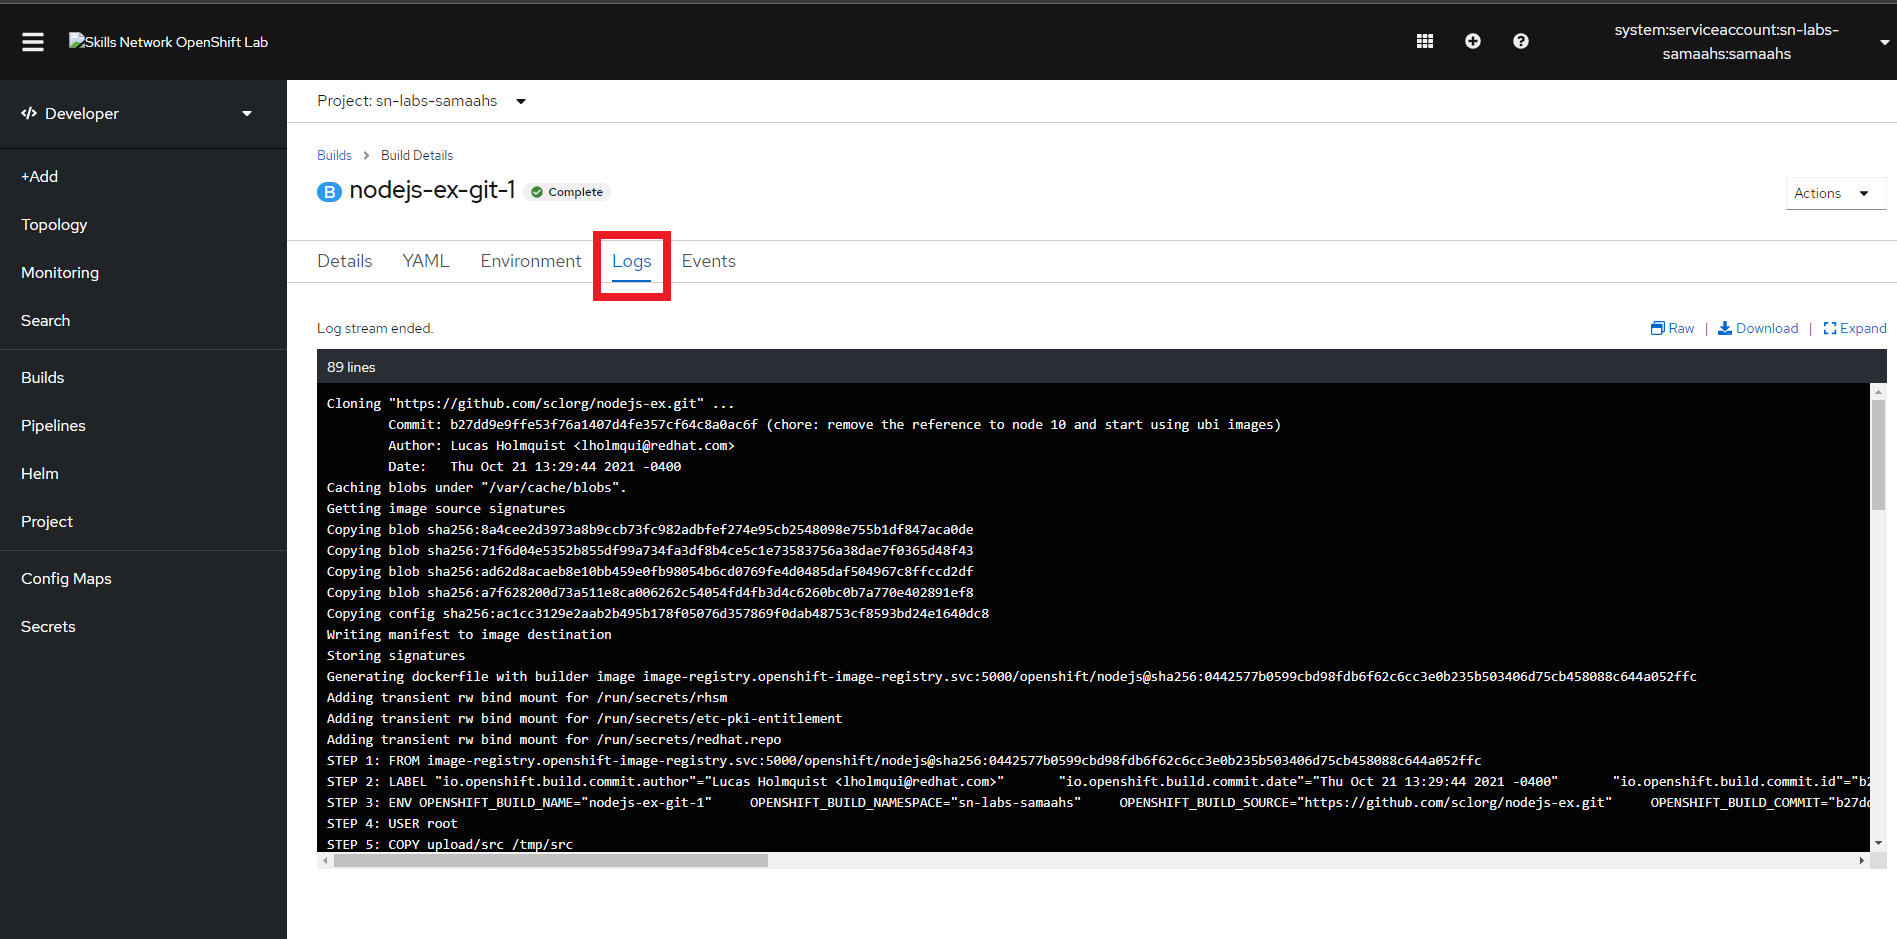 Skills Network OpenShift Lab
system:serviceaccount:sn-labs-
samaahs:samaahs
Developer
+Add
Topology
Monitoring
Search
Builds
Pipelines
Helm
Project
Config Maps
Secrets
Project: sn-labs-samaahs
Builds > Build Details
B nodejs-ex-git-1 Complete
Actions
Details YAML Environment Logs Events
Log stream ended.
Raw | Download | Expand
89 lines
Cloning "https://github.com/sclorg/nodejs-ex.git" ...
Commit: b27dd9e9ffe53f76a1407d4fe357cf64c8a0ac6f (chore: remove the reference to node 10 and start using ubi images)
Author: Lucas Holmquist <lholmqui@redhat.com>
Date: Thu Oct 21 13:29:44 2021 -0400
Caching blobs under "/var/cache/blobs".
Getting image source signatures
Copying blob sha256:8a4cee2d3973a8b9ccb73fc982adbfef274e95cb2548098e755b1df847aca0de
Copying blob sha256:71f6d04e5352b855df99a734fa3df8b4ce5c1e73583756a38dae7f0365d48f43
Copying blob sha256:ad62d8acaeb8e10bb459e0fb98054b6cd0769fe4d0485daf504967c8ffccd2df
Copying blob sha256:a7f628200d73a511e8ca006262c54054fd4fb3d4c6260bc0b7a770e402891ef8
Copying config sha256:ac1cc3129e2aab2b495b178f05076d357869f0dab48753cf8593bd24e1640dc8
Writing manifest to image destination
Storing signatures
Generating dockerfile with builder image image-registry.openshift-image-registry.svc:5000/openshift/nodejs@sha256:0442577b0599cbd98fdb6f62c6cc3e0b235b503406d75cb458088c644a052ffc
Adding transient rw bind mount for /run/secrets/rhsm
Adding transient rw bind mount for /run/secrets/etc-pki-entitlement
Adding transient rw bind mount for /run/secrets/redhat.repo
STEP 1: FROM image-registry.openshift-image-registry.svc:5000/openshift/nodejs@sha256:0442577b0599cbd98fdb6f62c6cc3e0b235b503406d75cb458088c644a052ffc
STEP 2: LABEL "io.openshift.build.commit.author"="Lucas Holmquist <lholmqui@redhat.com>" "io.openshift.build.commit.date"="Thu Oct 21 13:29:44 2021 -0400" "io.openshift.build.commit.id"="b2
STEP 3: ENV OPENSHIFT_BUILD_NAME="nodejs-ex-git-1" OPENSHIFT_BUILD_NAMESPACE="sn-labs-samaahs" OPENSHIFT_BUILD_SOURCE="https://github.com/sclorg/nodejs-ex.git" OPENSHIFT_BUILD_COMMIT="b27dd
STEP 4: USER root
STEP 5: COPY upload/src /tmp/src